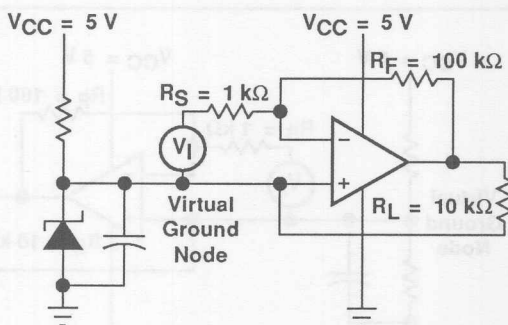 VCC = 5 V
VCC = 5 V
RF = 100 kΩ
RS = 1 kΩ
VI
−
+
Virtual
Ground
Node
RL = 10 kΩ